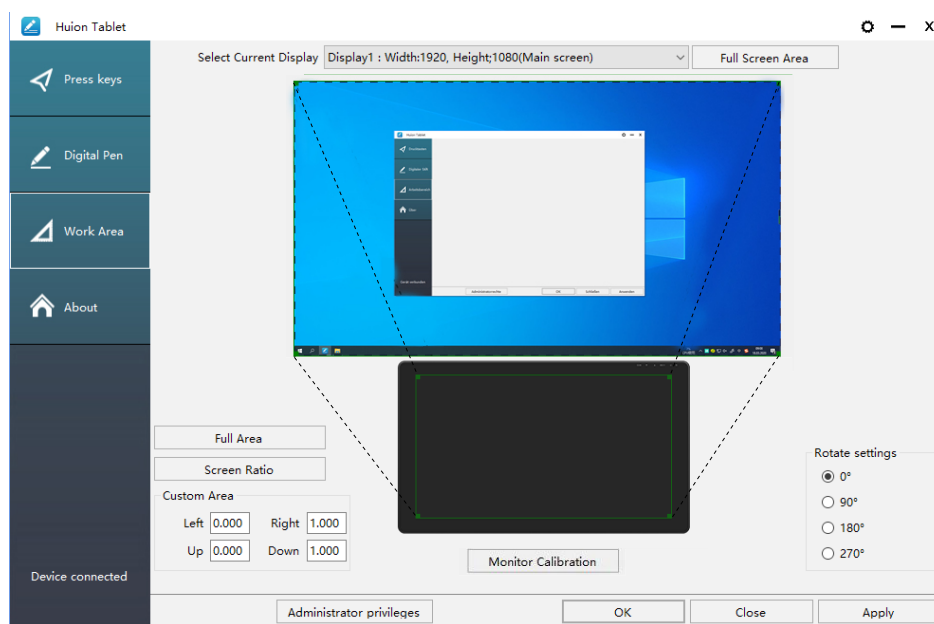 Huion Tablet
X
Select Current Display
Display1 : Width:1920, Height;1080(Main screen)
Full Screen Area
Press keys
Digital Pen
Work Area
About
Huion Tablet
Full Area
Screen Ratio
Custom Area
Left 0.000 Right 1.000
Up 0.000 Down 1.000
Monitor Calibration
Rotate settings
0°
90°
180°
270°
Device connected
Administrator privileges
OK
Close
Apply